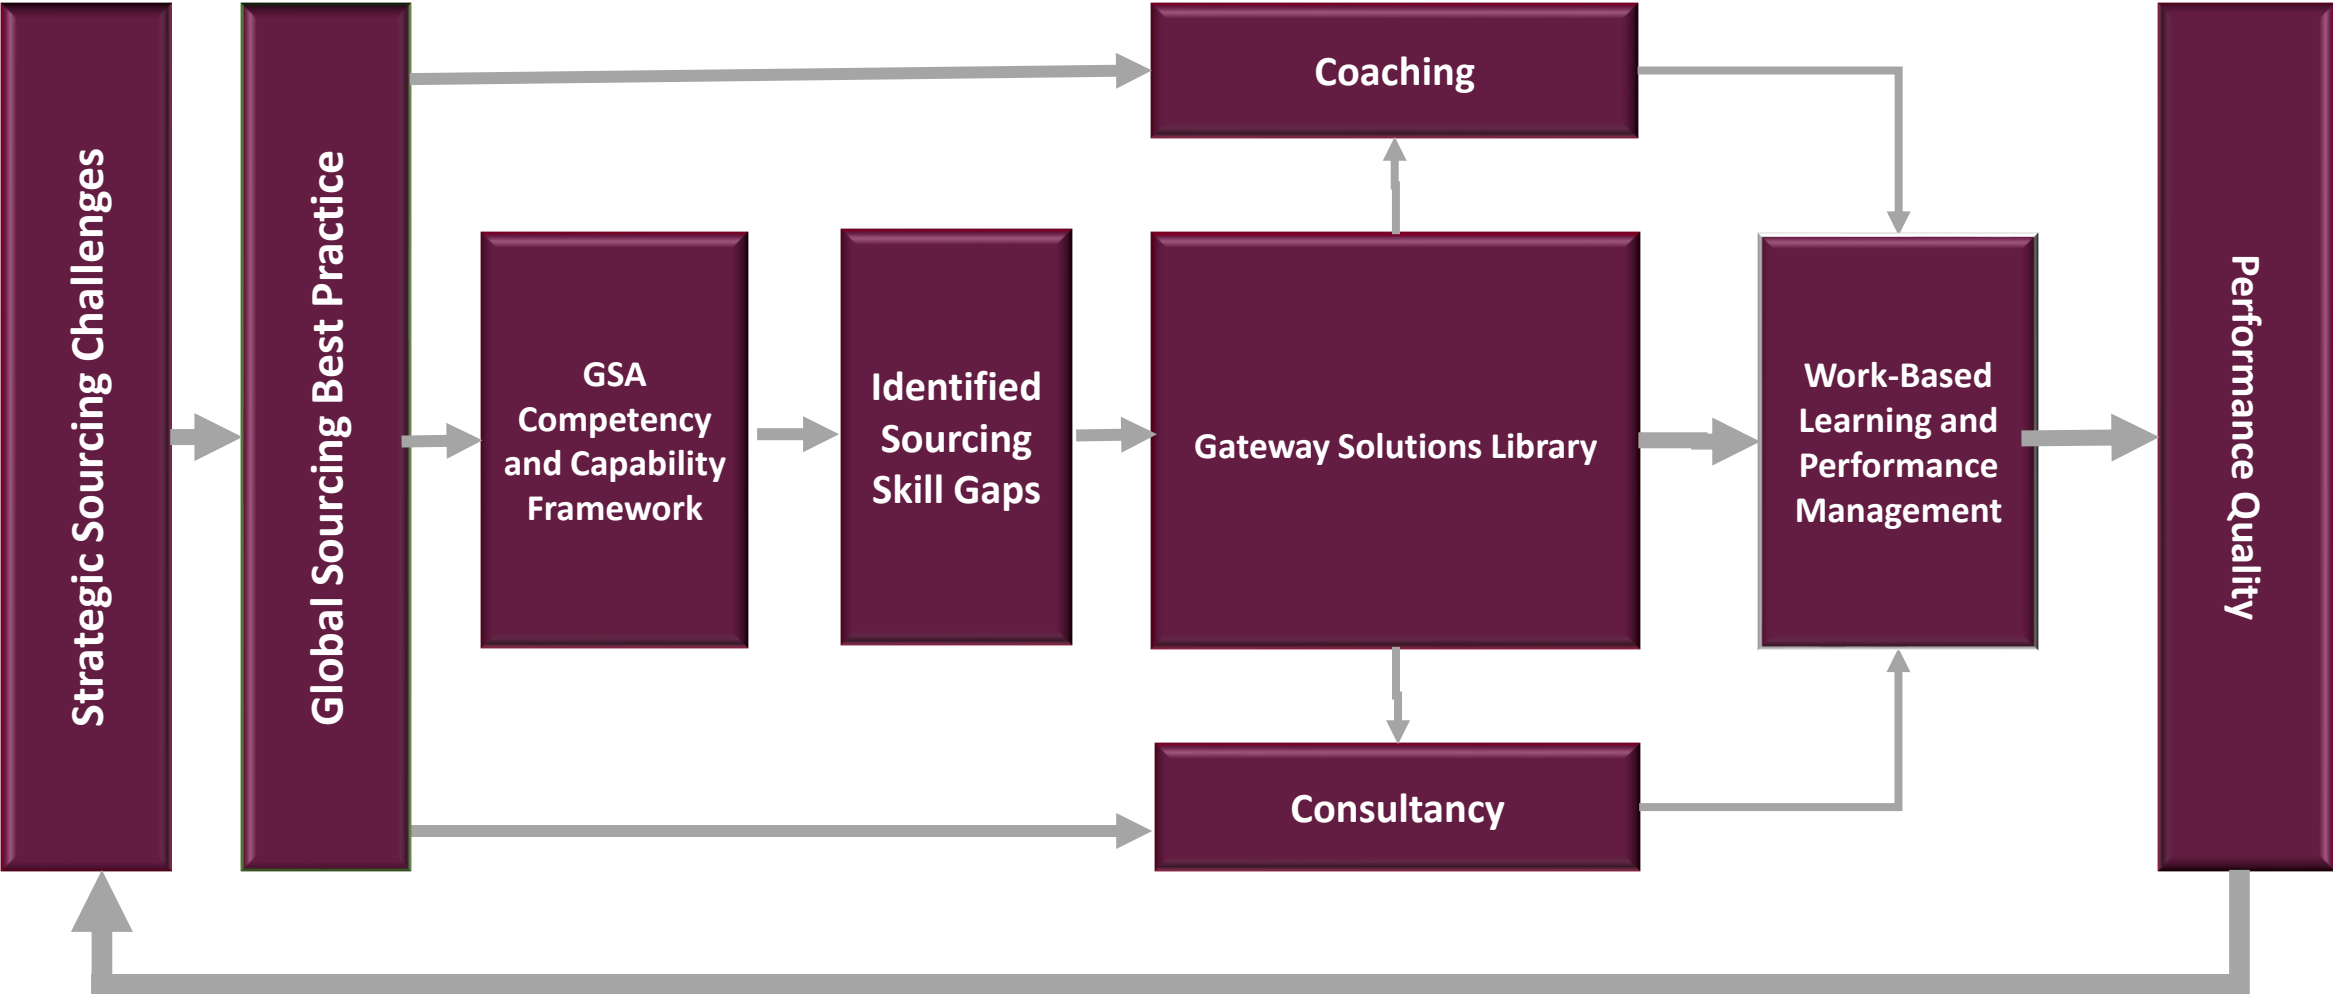 Strategic Sourcing Challenges
Global Sourcing Best Practice
Coaching
GSA
Competency
and Capability
Framework
Identified
Sourcing
Skill Gaps
Gateway Solutions Library
Work-Based
Learning and
Performance
Management
Consultancy
Performance Quality